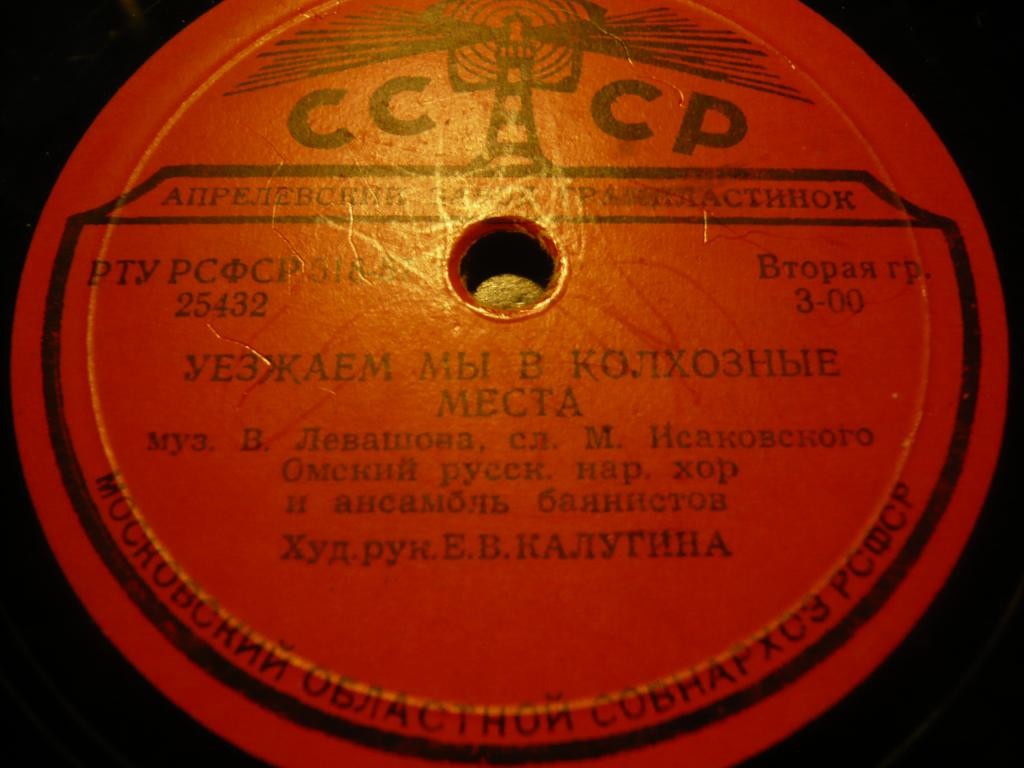 СССР
АПРЕЛЕВСКИЙ ЗАВОД ГРАМПЛАСТИНОК
РТУ РСФСР
25432
Вторая гр.
3-00
УЕЗЖАЕМ МЫ В КОЛХОЗНЫЕ
МЕСТА
муз. В. Левашова, сл. М. Исаковского
Омский русск. нар. хор
и ансамбль баянистов
Худ.рук.Е.В.КАЛУГИНА
МОСКОВСКИЙ ОБЛАСТНОЙ СОВНАРХОЗ РСФСР